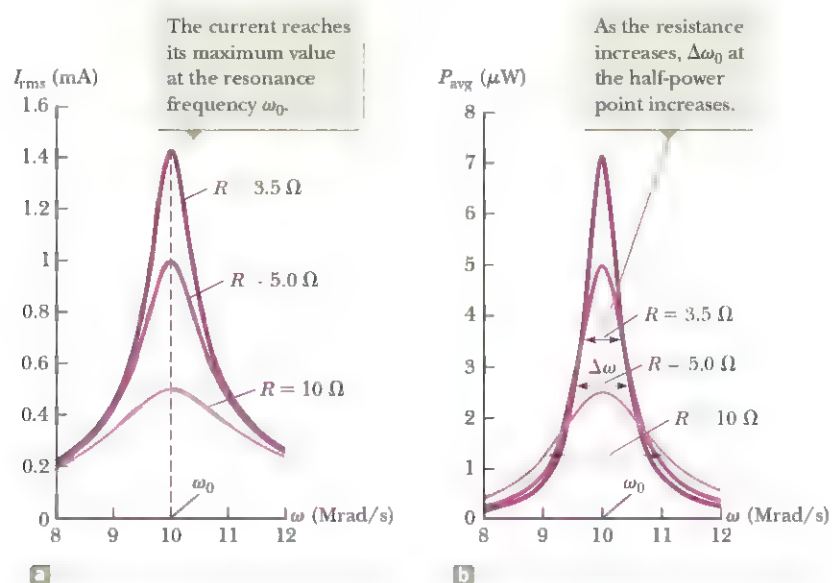 The current reaches
its maximum value
at the resonance
frequency ω₀.
I_rms (mA)
1.6
1.4
1.2
1
0.8
0.6
0.4
0.2
0
8
9
10
11
12
ω (Mrad/s)
ω₀
R 3.5 Ω
R - 5.0 Ω
R = 10 Ω
a
As the resistance
increases, Δω₀ at
the half-power
point increases.
P_avg (μW)
8
7
6
5
4
3
2
1
0
8
9
10
11
12
ω (Mrad/s)
ω₀
R = 3.5 Ω
Δω
R – 5.0 Ω
R 10 Ω
b